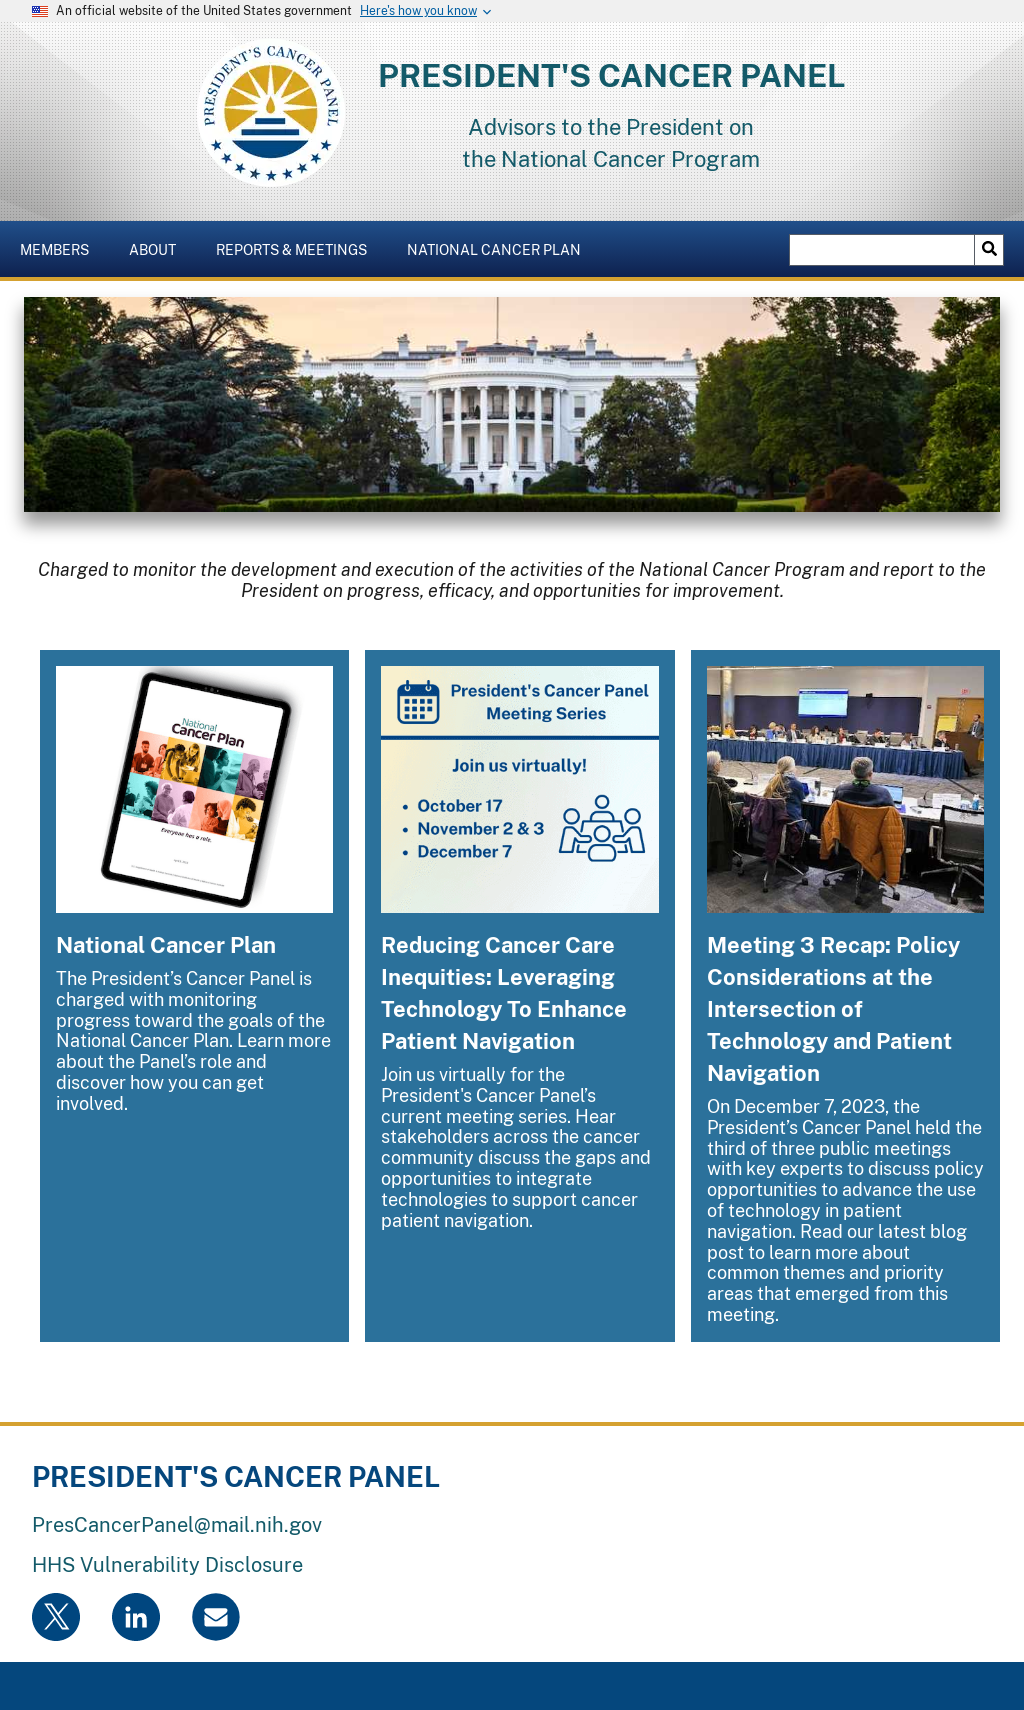 An official website of the United States government Here's how you know
PRESIDENT'S CANCER PANEL
PRESIDENT'S CANCER PANEL
Advisors to the President on
the National Cancer Program
MEMBERS ABOUT REPORTS & MEETINGS NATIONAL CANCER PLAN
Charged to monitor the development and execution of the activities of the National Cancer Program and report to the
President on progress, efficacy, and opportunities for improvement.
National
Cancer Plan
Everyone has a role.
National Cancer Plan
The President’s Cancer Panel is
charged with monitoring
progress toward the goals of the
National Cancer Plan. Learn more
about the Panel’s role and
discover how you can get
involved.
President's Cancer Panel
Meeting Series
Join us virtually!
• October 17
• November 2 & 3
• December 7
Reducing Cancer Care
Inequities: Leveraging
Technology To Enhance
Patient Navigation
Join us virtually for the
President's Cancer Panel’s
current meeting series. Hear
stakeholders across the cancer
community discuss the gaps and
opportunities to integrate
technologies to support cancer
patient navigation.
Meeting 3 Recap: Policy
Considerations at the
Intersection of
Technology and Patient
Navigation
On December 7, 2023, the
President’s Cancer Panel held the
third of three public meetings
with key experts to discuss policy
opportunities to advance the use
of technology in patient
navigation. Read our latest blog
post to learn more about
common themes and priority
areas that emerged from this
meeting.
PRESIDENT'S CANCER PANEL
PresCancerPanel@mail.nih.gov
HHS Vulnerability Disclosure